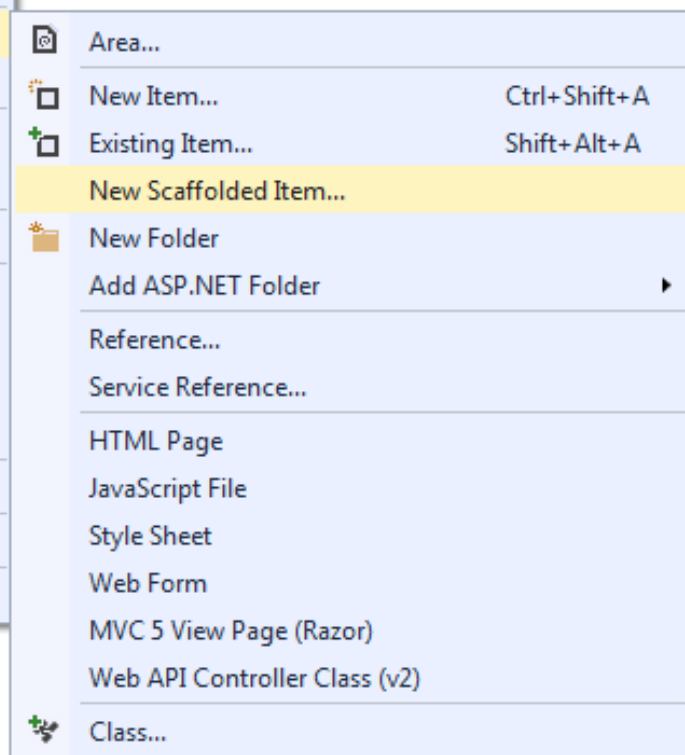 Area...
New Item... Ctrl+Shift+A
Existing Item... Shift+Alt+A
New Scaffolded Item...
New Folder
Add ASP.NET Folder
Reference...
Service Reference...
HTML Page
JavaScript File
Style Sheet
Web Form
MVC 5 View Page (Razor)
Web API Controller Class (v2)
Class...